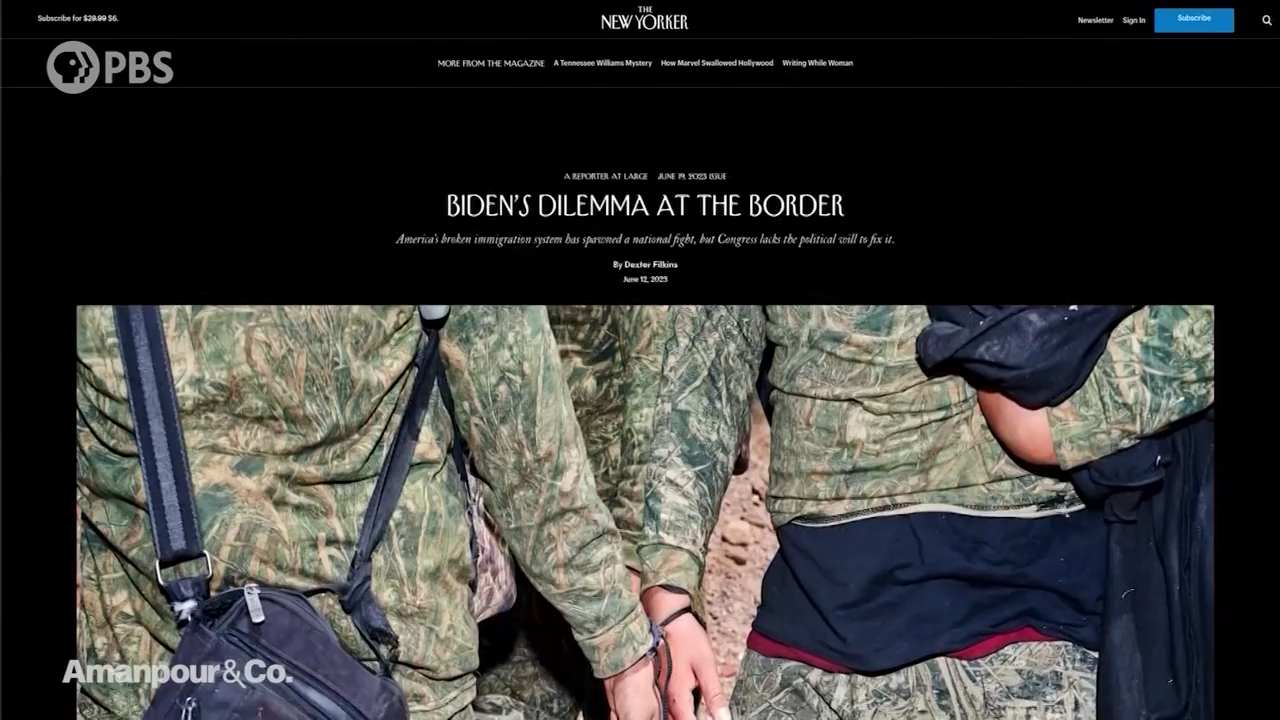 Subscribe for $29.99 $6.
THE
NEW YORKER
Newsletter Sign In Subscribe
PBS
MORE FROM THE MAGAZINE A Tennessee Williams Mystery How Marvel Swallowed Hollywood Writing While Woman
A REPORTER AT LARGE JUNE 19, 2023 ISSUE
BIDEN'S DILEMMA AT THE BORDER
America's broken immigration system has spawned a national fight, but Congress lacks the political will to fix it.
By Dexter Filkins
June 12, 2023
Amanpour&Co.